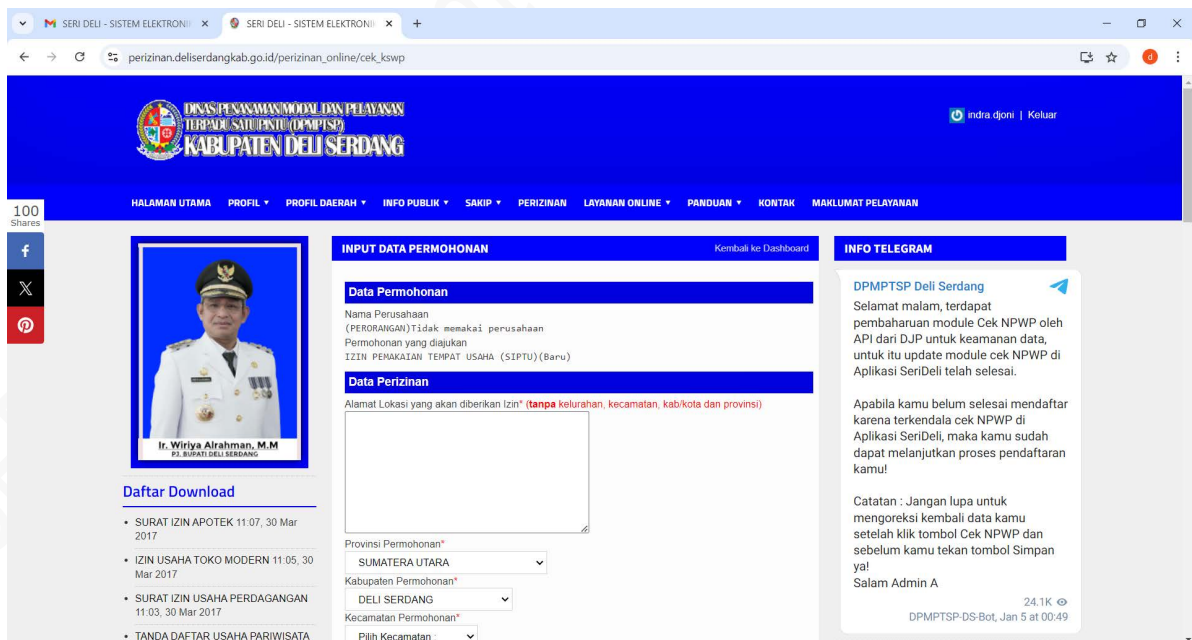 SERI DELI - SISTEM ELEKTRONI
SERI DELI - SISTEM ELEKTRONI
perizinan.deliserdangkab.go.id/perizinan_online/cek_kswp
d
DINAS PENANAMAN MODAL DAN PELAYANAN
TERPADU SATU PINTU (DPMPTSP)
KABUPATEN DELI SERDANG
indra djoni | Keluar
HALAMAN UTAMA PROFIL PROFIL DAERAH INFO PUBLIK SAKIP PERIZINAN LAYANAN ONLINE PANDUAN KONTAK MAKLUMAT PELAYANAN
100
Shares
Ir. Wiriya Alrahman, M.M
PJ. BUPATI DELI SERDANG
Daftar Download
• SURAT IZIN APOTEK 11:07, 30 Mar
2017
• IZIN USAHA TOKO MODERN 11:05, 30
Mar 2017
• SURAT IZIN USAHA PERDAGANGAN
11:03, 30 Mar 2017
• TANDA DAFTAR USAHA PARIWISATA
INPUT DATA PERMOHONAN Kembali ke Dashboard
Data Permohonan
Nama Perusahaan
(PERORANGAN)Tidak memakai perusahaan
Permohonan yang diajukan
IZIN PEMAKAIAN TEMPAT USAHA (SIPTU)(Baru)
Data Perizinan
Alamat Lokasi yang akan diberikan Izin* (tanpa kelurahan, kecamatan, kab/kota dan provinsi)
Provinsi Permohonan*
SUMATERA UTARA
Kabupaten Permohonan*
DELI SERDANG
Kecamatan Permohonan*
Pilih Kecamatan :
INFO TELEGRAM
DPMPTSP Deli Serdang
Selamat malam, terdapat
pembaharuan module Cek NPWP oleh
API dari DJP untuk keamanan data,
untuk itu update module cek NPWP di
Aplikasi SeriDeli telah selesai.
Apabila kamu belum selesai mendaftar
karena terkendala cek NPWP di
Aplikasi SeriDeli, maka kamu sudah
dapat melanjutkan proses pendaftaran
kamu!
Catatan : Jangan lupa untuk
mengoreksi kembali data kamu
setelah klik tombol Cek NPWP dan
sebelum kamu tekan tombol Simpan
ya!
Salam Admin A
24.1K
DPMPTSP-DS-Bot, Jan 5 at 00:49